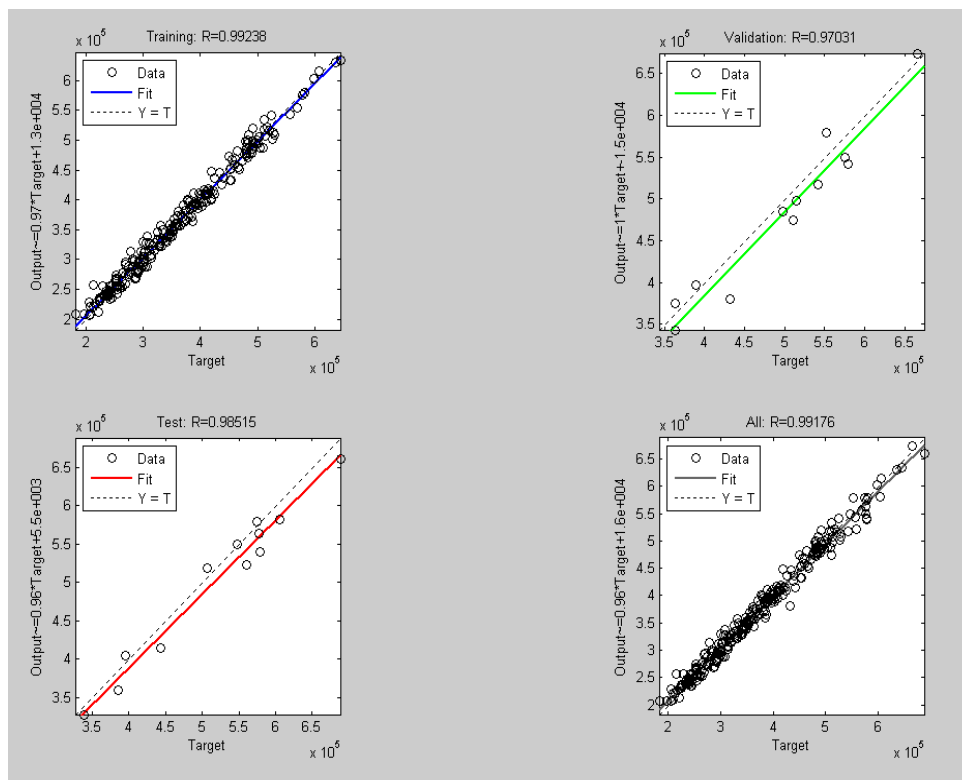 Training: R=0.99238
x 10^5
Data
Fit
Y = T
Output~=0.97*Target+1.3e+004
6
5.5
5
4.5
4
3.5
3
2.5
2
2 3 4 5 6
Target
x 10^5
Validation: R=0.97031
x 10^5
Data
Fit
Y = T
Output~=1*Target+-1.5e+004
6.5
6
5.5
5
4.5
4
3.5
3.5 4 4.5 5 5.5 6 6.5
Target
x 10^5
Test: R=0.98515
x 10^5
Data
Fit
Y = T
Output~=0.96*Target+5.5e+003
6.5
6
5.5
5
4.5
4
3.5
3.5 4 4.5 5 5.5 6 6.5
Target
x 10^5
All: R=0.99176
x 10^5
Data
Fit
Y = T
Output~=0.96*Target+1.6e+004
6.5
6
5.5
5
4.5
4
3.5
3
2.5
2
2 3 4 5 6
Target
x 10^5